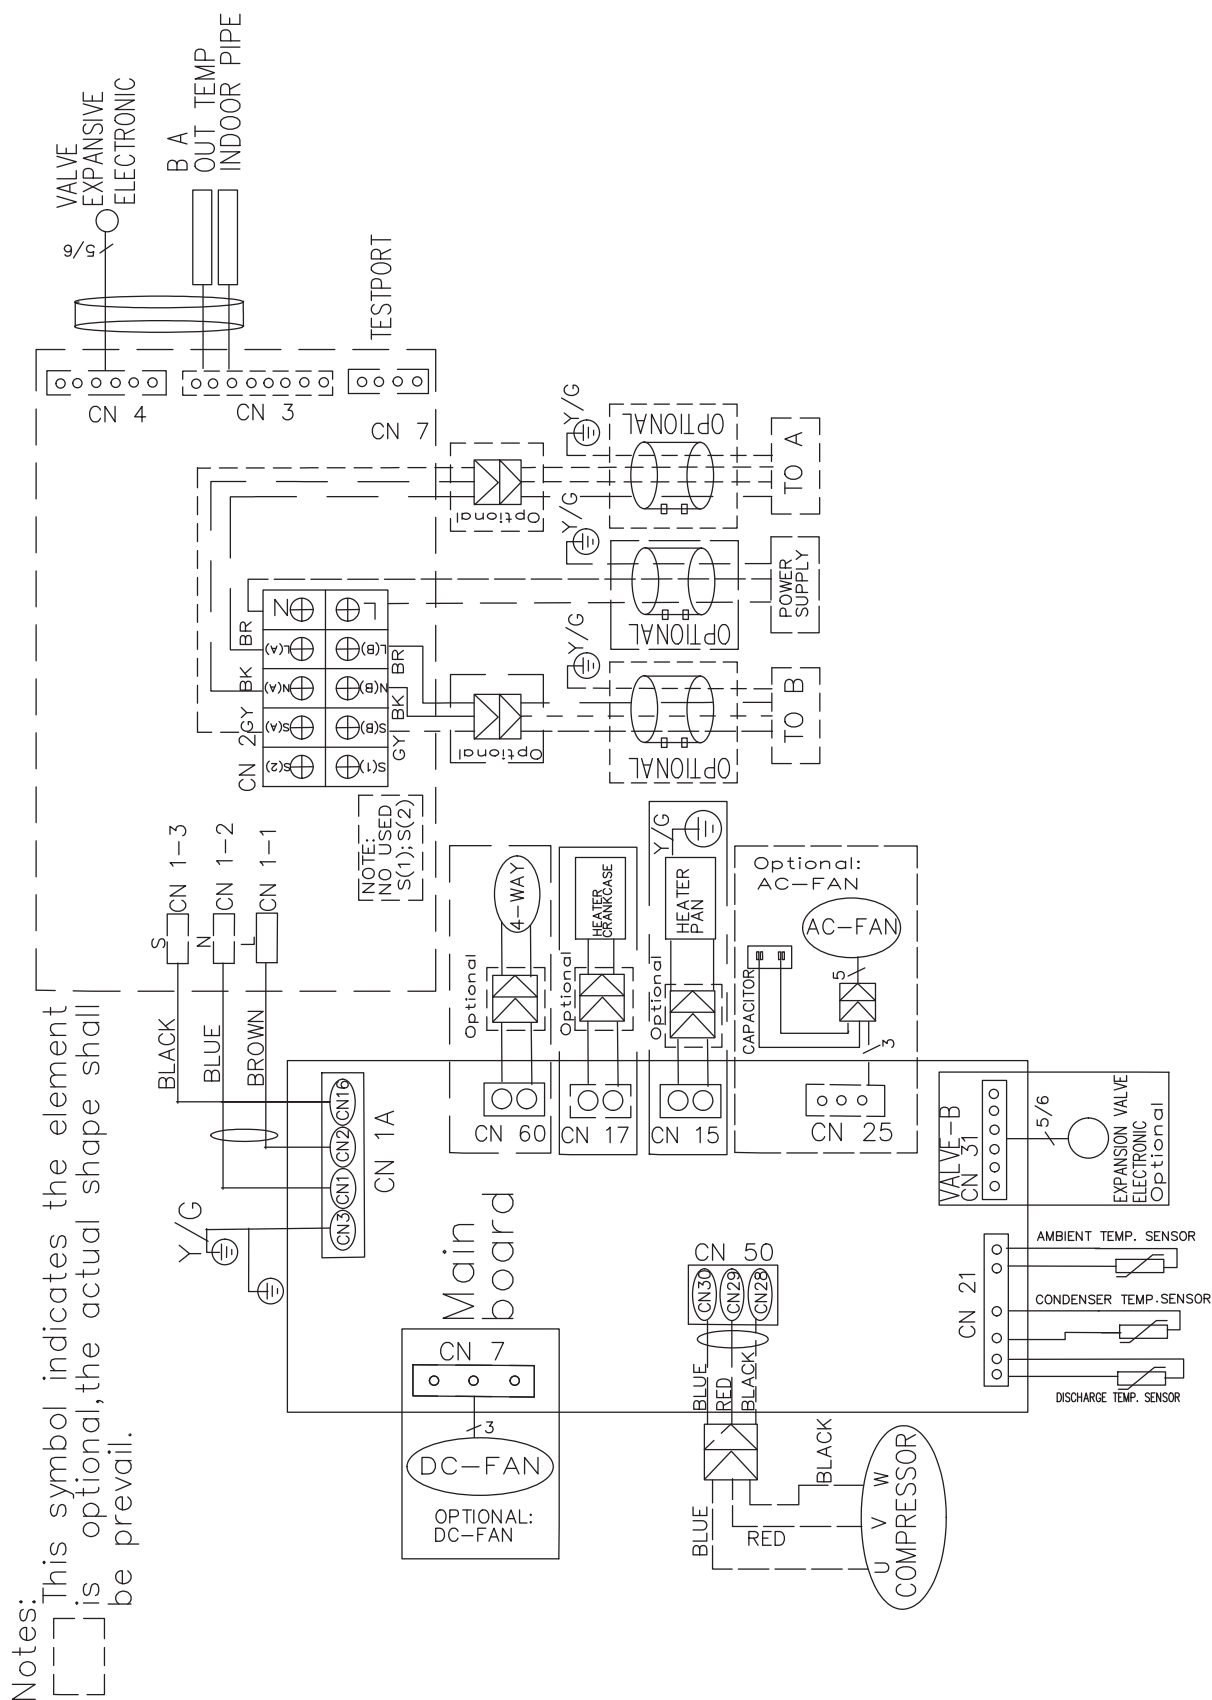 Notes:
This symbol indicates the element
is optional,the actual shape shall
be prevail.
VALVE
EXPANSIVE
ELECTRONIC
5/6
B A
OUT TEMP
INDOOR PIPE
TESTPORT
CN 4
CN 3
CN 7
Y/G
OPTIONAL
TO A
Optional
Y/G
OPTIONAL
POWER
SUPPLY
Y/G
OPTIONAL
TO B
Optional
N
L
L(A)
L(B)
N(A)
N(B)
S(A)
S(B)
S(2)
S(1)
BR
BK
GY
CN 2
BR
BK
GY
NOTE:
NO USED
S(1);S(2)
CN 1-3
CN 1-2
CN 1-1
S
N
L
BLACK
BLUE
BROWN
CN16
CN2
CN1
CN3
CN 1A
Y/G
Main
board
4-WAY
Optional
CN 60
HEATER
CRANKCASE
Optional
CN 17
Y/G
HEATER
PAN
Optional
CN 15
Optional:
AC-FAN
AC-FAN
CAPACITOR
5
3
CN 25
VALVE-B
CN 31
5/6
EXPANSION VALVE
ELECTRONIC
Optional
CN 21
AMBIENT TEMP. SENSOR
CONDENSER TEMP.SENSOR
DISCHARGE TEMP. SENSOR
CN 50
CN30
CN29
CN28
BLUE
RED
BLACK
BLUE
RED
BLACK
U V W
COMPRESSOR
CN 7
3
DC-FAN
OPTIONAL:
DC-FAN